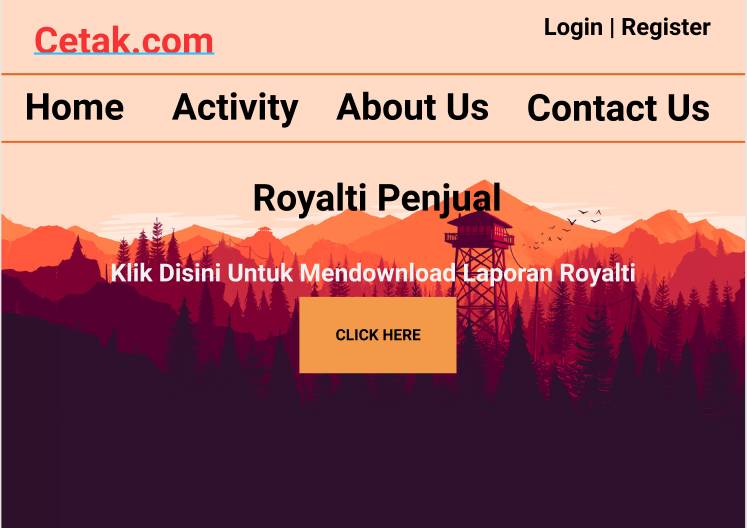 Cetak.com
Login | Register
Home Activity About Us Contact Us
Royalti Penjual
Klik Disini Untuk Mendownload Laporan Royalti
CLICK HERE